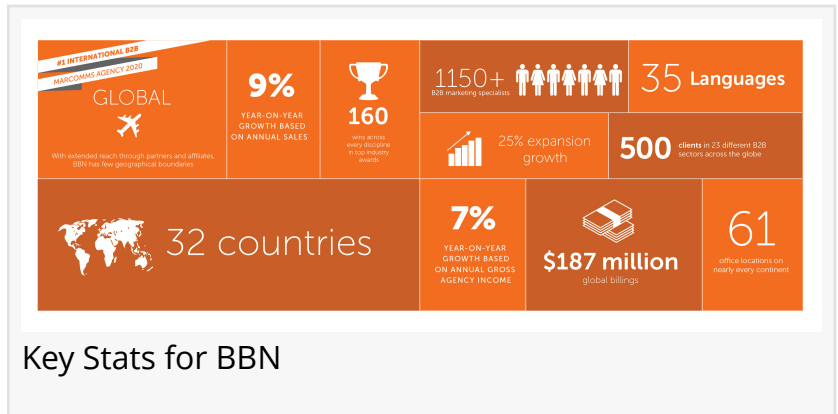 #1 INTERNATIONAL B2B
MARCOMMS AGENCY 2020
GLOBAL
With extended reach through partners and affiliates,
BBN has few geographical boundaries
9%
YEAR-ON-YEAR
GROWTH BASED
ON ANNUAL SALES
160
wins across
every discipline
in top industry
awards
1150+
B2B marketing specialists
35 Languages
25% expansion
growth
500 clients in 23 different B2B
sectors across the globe
32 countries
7%
YEAR-ON-YEAR
GROWTH BASED
ON ANNUAL GROSS
AGENCY INCOME
$187 million
global billings
61
office locations on
nearly every continent
Key Stats for BBN